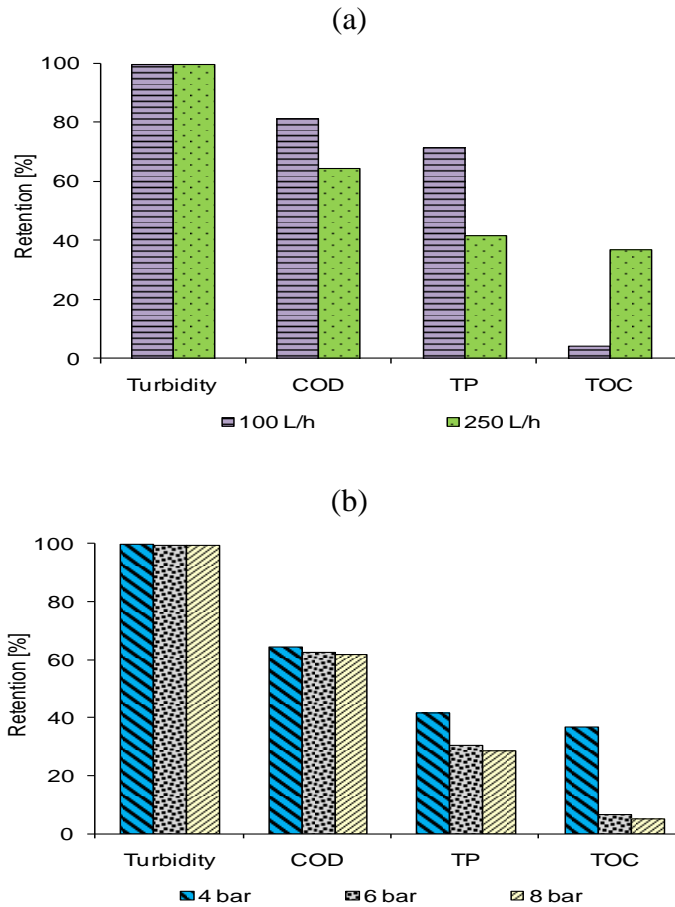 (a)
Retention [%]
100
80
60
40
20
0
Turbidity COD TP TOC
100 L/h 250 L/h
(b)
Retention [%]
100
80
60
40
20
0
Turbidity COD TP TOC
4 bar 6 bar 8 bar